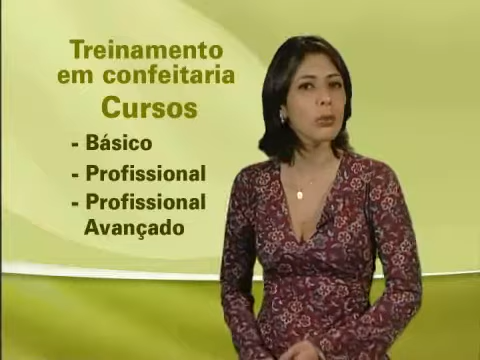 Treinamento
em confeitaria
Cursos
- Básico
- Profissional
- Profissional
Avançado